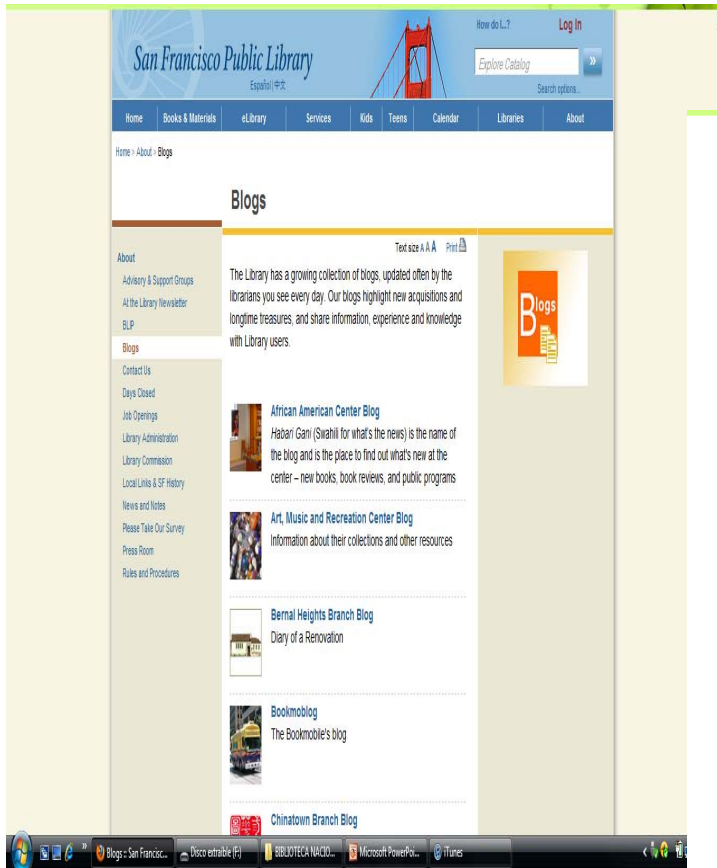 How do I...?
Log In
San Francisco Public Library
Explore Catalog
»
Español | 中文
Search options...
Home
Books & Materials
eLibrary
Services
Kids
Teens
Calendar
Libraries
About
Home > About > Blogs
Blogs
Text size A A A
Print
About
Advisory & Support Groups
At the Library Newsletter
BLIP
Blogs
Contact Us
Days Closed
Job Openings
Library Administration
Library Commission
Local Links & SF History
News and Notes
Please Take Our Survey
Press Room
Rules and Procedures
The Library has a growing collection of blogs, updated often by the
librarians you see every day. Our blogs highlight new acquisitions and
longtime treasures, and share information, experience and knowledge
with Library users.
African American Center Blog
Habari Gani (Swahili for what's the news) is the name of
the blog and is the place to find out what's new at the
center – new books, book reviews, and public programs
Art, Music and Recreation Center Blog
Information about their collections and other resources
Bernal Heights Branch Blog
Diary of a Renovation
Bookmoblog
The Bookmobile's blog
Chinatown Branch Blog
Blogs
Blogs :: San Francisc...
Disco extraíble (F:)
BIBLIOTECA NACIO...
Microsoft PowerPoi...
iTunes